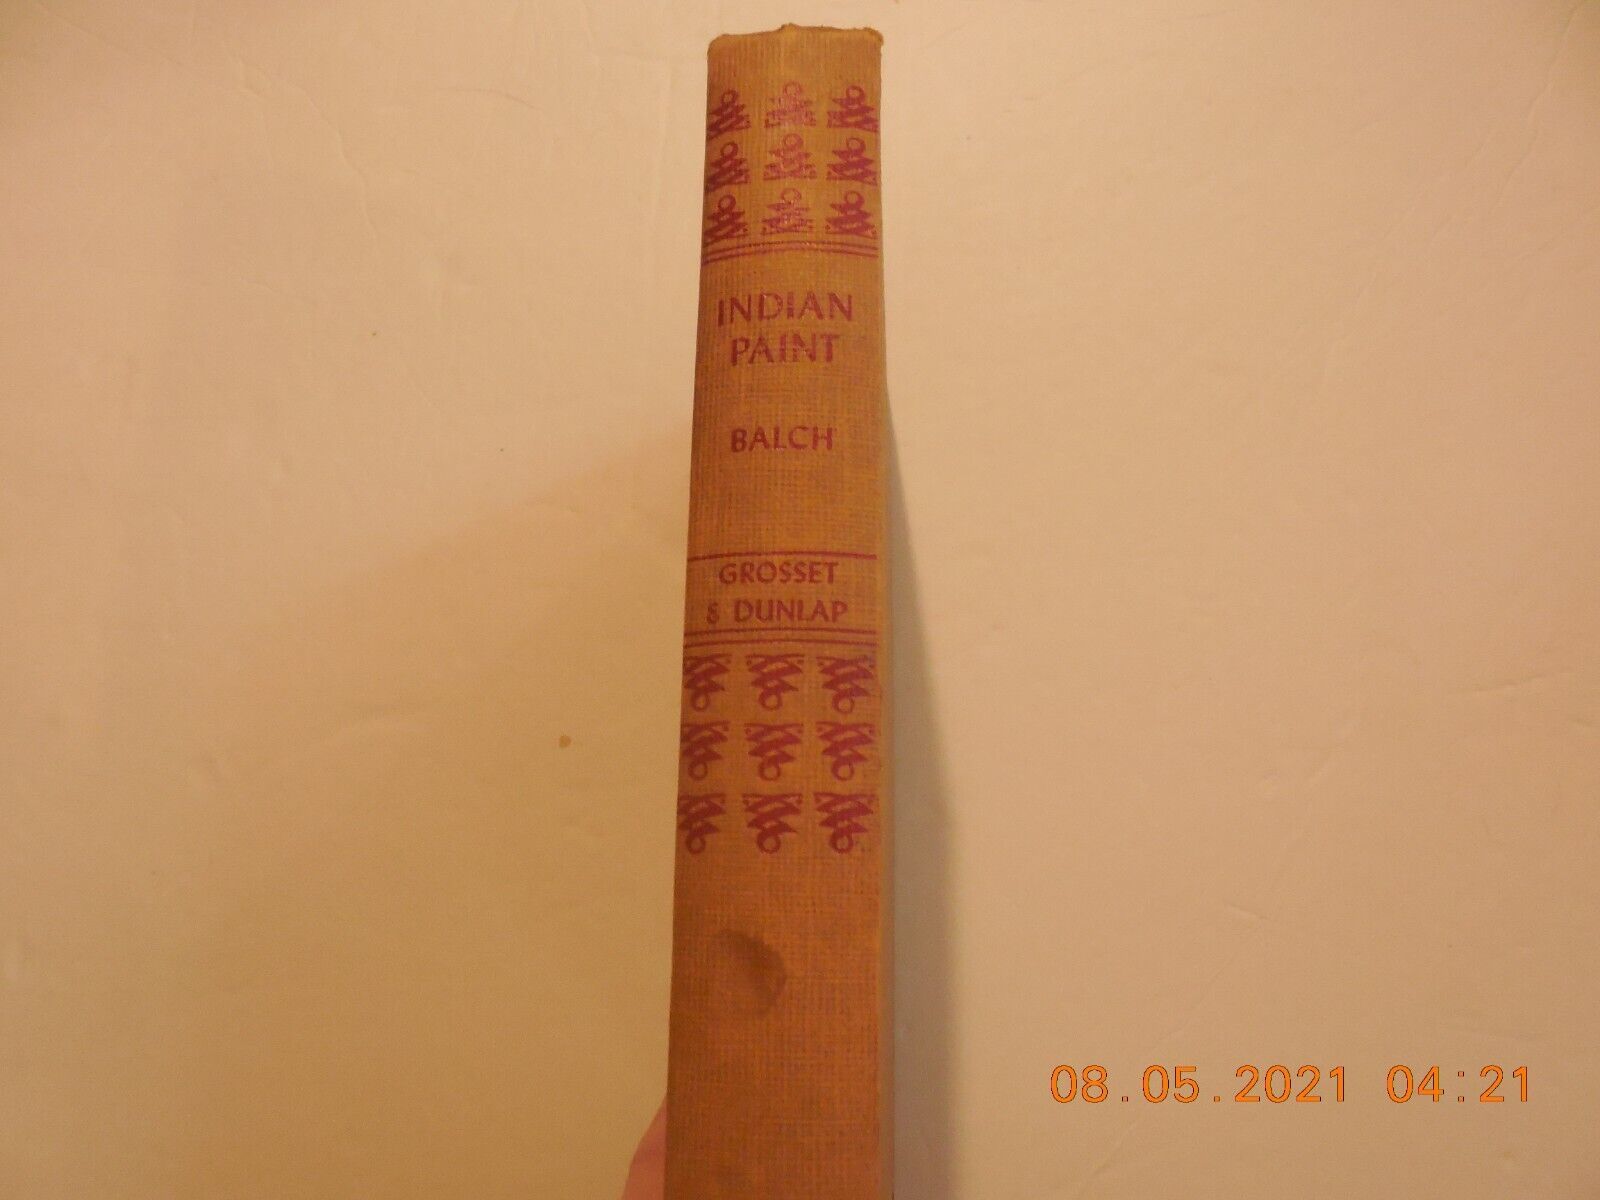 INDIAN
PAINT
BALCH
GROSSET
& DUNLAP
08.05.2021 04:21